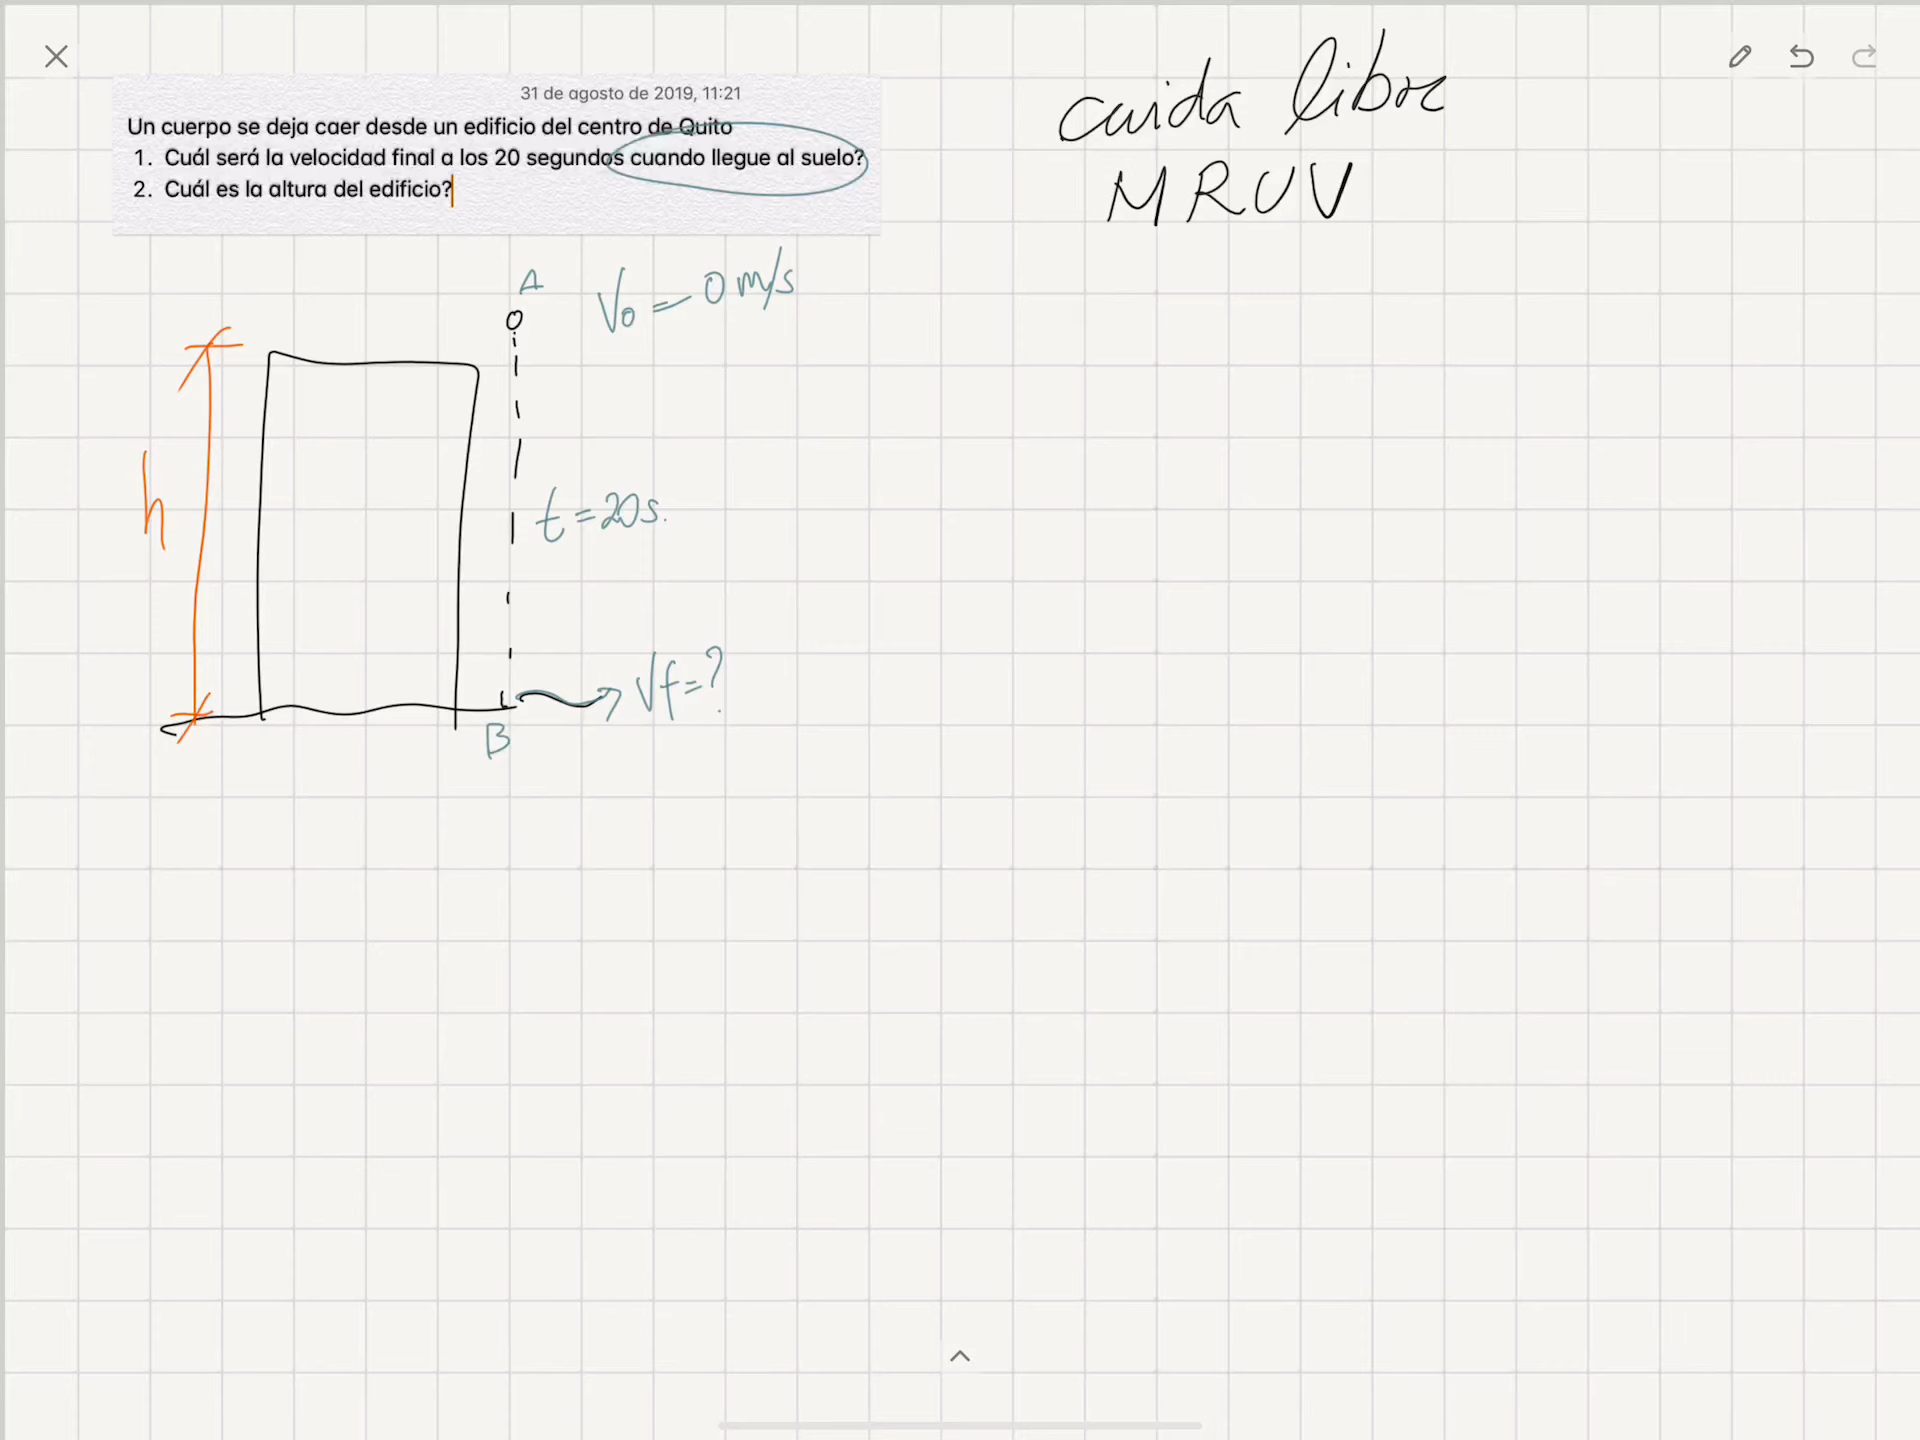 31 de agosto de 2019, 11:21
Un cuerpo se deja caer desde un edificio del centro de Quito
1. Cuál será la velocidad final a los 20 segundos cuando llegue al suelo?
2. Cuál es la altura del edificio?
caida libre
MRUV
A
Vo = 0 m/s
h
t = 20s.
Vf = ?
B